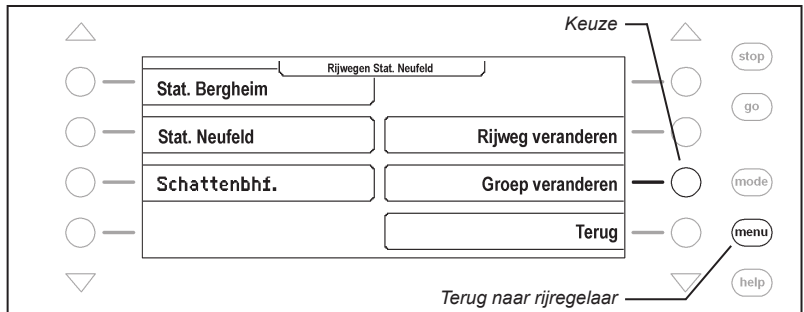 Keuze
stop
Rijwegen Stat. Neufeld
Stat. Bergheim
go
Stat. Neufeld
Rijweg veranderen
Schattenbhf.
Groep veranderen
mode
Terug
menu
help
Terug naar rijregelaar